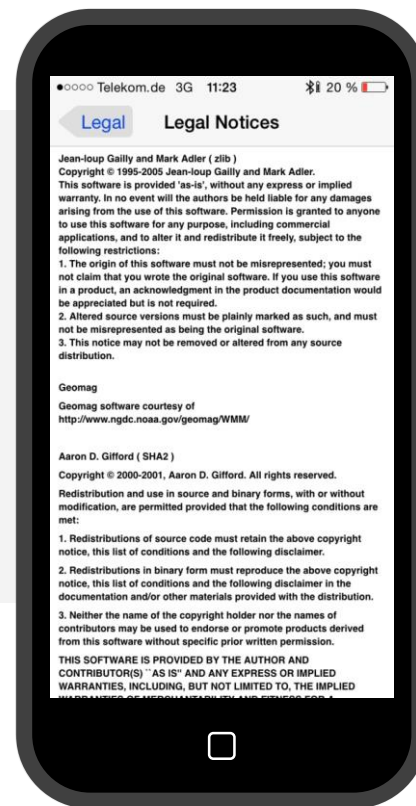 ●○○○○ Telekom.de 3G 11:23 20 %
Legal Legal Notices
Jean-loup Gailly and Mark Adler ( zlib )
Copyright © 1995-2005 Jean-loup Gailly and Mark Adler.
This software is provided 'as-is', without any express or implied
warranty. In no event will the authors be held liable for any damages
arising from the use of this software. Permission is granted to anyone
to use this software for any purpose, including commercial
applications, and to alter it and redistribute it freely, subject to the
following restrictions:
1. The origin of this software must not be misrepresented; you must
not claim that you wrote the original software. If you use this software
in a product, an acknowledgment in the product documentation would
be appreciated but is not required.
2. Altered source versions must be plainly marked as such, and must
not be misrepresented as being the original software.
3. This notice may not be removed or altered from any source
distribution.
Geomag
Geomag software courtesy of
http://www.ngdc.noaa.gov/geomag/WMM/
Aaron D. Gifford ( SHA2 )
Copyright © 2000-2001, Aaron D. Gifford. All rights reserved.
Redistribution and use in source and binary forms, with or without
modification, are permitted provided that the following conditions are
met:
1. Redistributions of source code must retain the above copyright
notice, this list of conditions and the following disclaimer.
2. Redistributions in binary form must reproduce the above copyright
notice, this list of conditions and the following disclaimer in the
documentation and/or other materials provided with the distribution.
3. Neither the name of the copyright holder nor the names of
contributors may be used to endorse or promote products derived
from this software without specific prior written permission.
THIS SOFTWARE IS PROVIDED BY THE AUTHOR AND
CONTRIBUTOR(S) ``AS IS'' AND ANY EXPRESS OR IMPLIED
WARRANTIES, INCLUDING, BUT NOT LIMITED TO, THE IMPLIED
WARRANTIES OF MERCHANTABILITY AND FITNESS FOR A